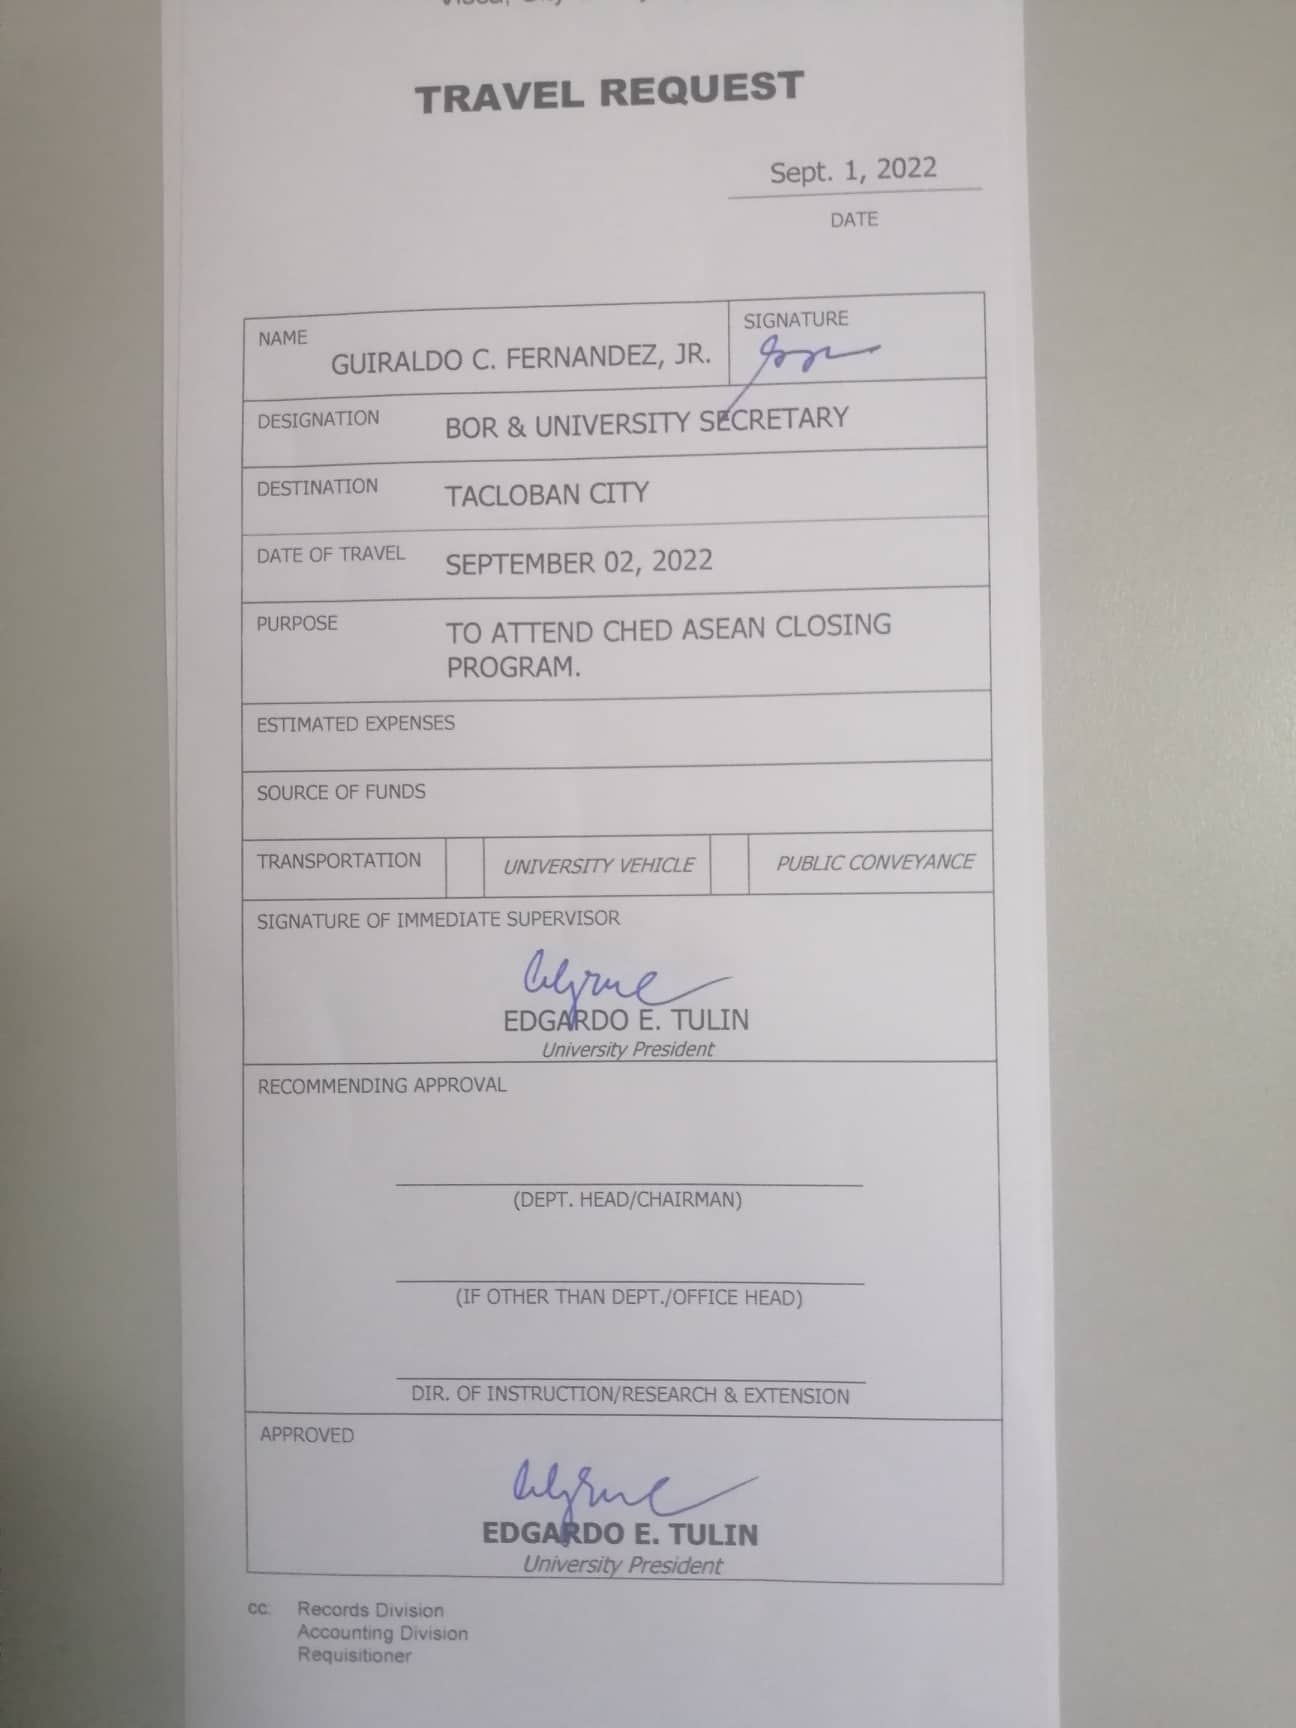 TRAVEL REQUEST
Sept. 1, 2022
DATE
NAME
GUIRALDO C. FERNANDEZ, JR.
SIGNATURE
DESIGNATION BOR & UNIVERSITY SECRETARY
DESTINATION TACLOBAN CITY
DATE OF TRAVEL SEPTEMBER 02, 2022
PURPOSE TO ATTEND CHED ASEAN CLOSING
PROGRAM.
ESTIMATED EXPENSES
SOURCE OF FUNDS
TRANSPORTATION UNIVERSITY VEHICLE PUBLIC CONVEYANCE
SIGNATURE OF IMMEDIATE SUPERVISOR
EDGARDO E. TULIN
University President
RECOMMENDING APPROVAL
(DEPT. HEAD/CHAIRMAN)
(IF OTHER THAN DEPT./OFFICE HEAD)
DIR. OF INSTRUCTION/RESEARCH & EXTENSION
APPROVED
EDGARDO E. TULIN
University President
cc: Records Division
Accounting Division
Requisitioner